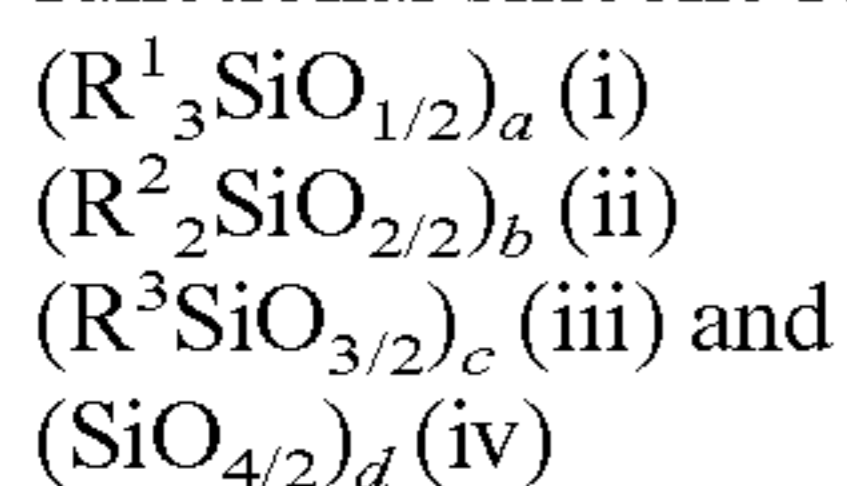 (R¹₃SiO₁/₂)ₐ (i)
(R²₂SiO₂/₂)b (ii)
(R³SiO₃/₂)c (iii) and
(SiO₄/₂)d (iv)